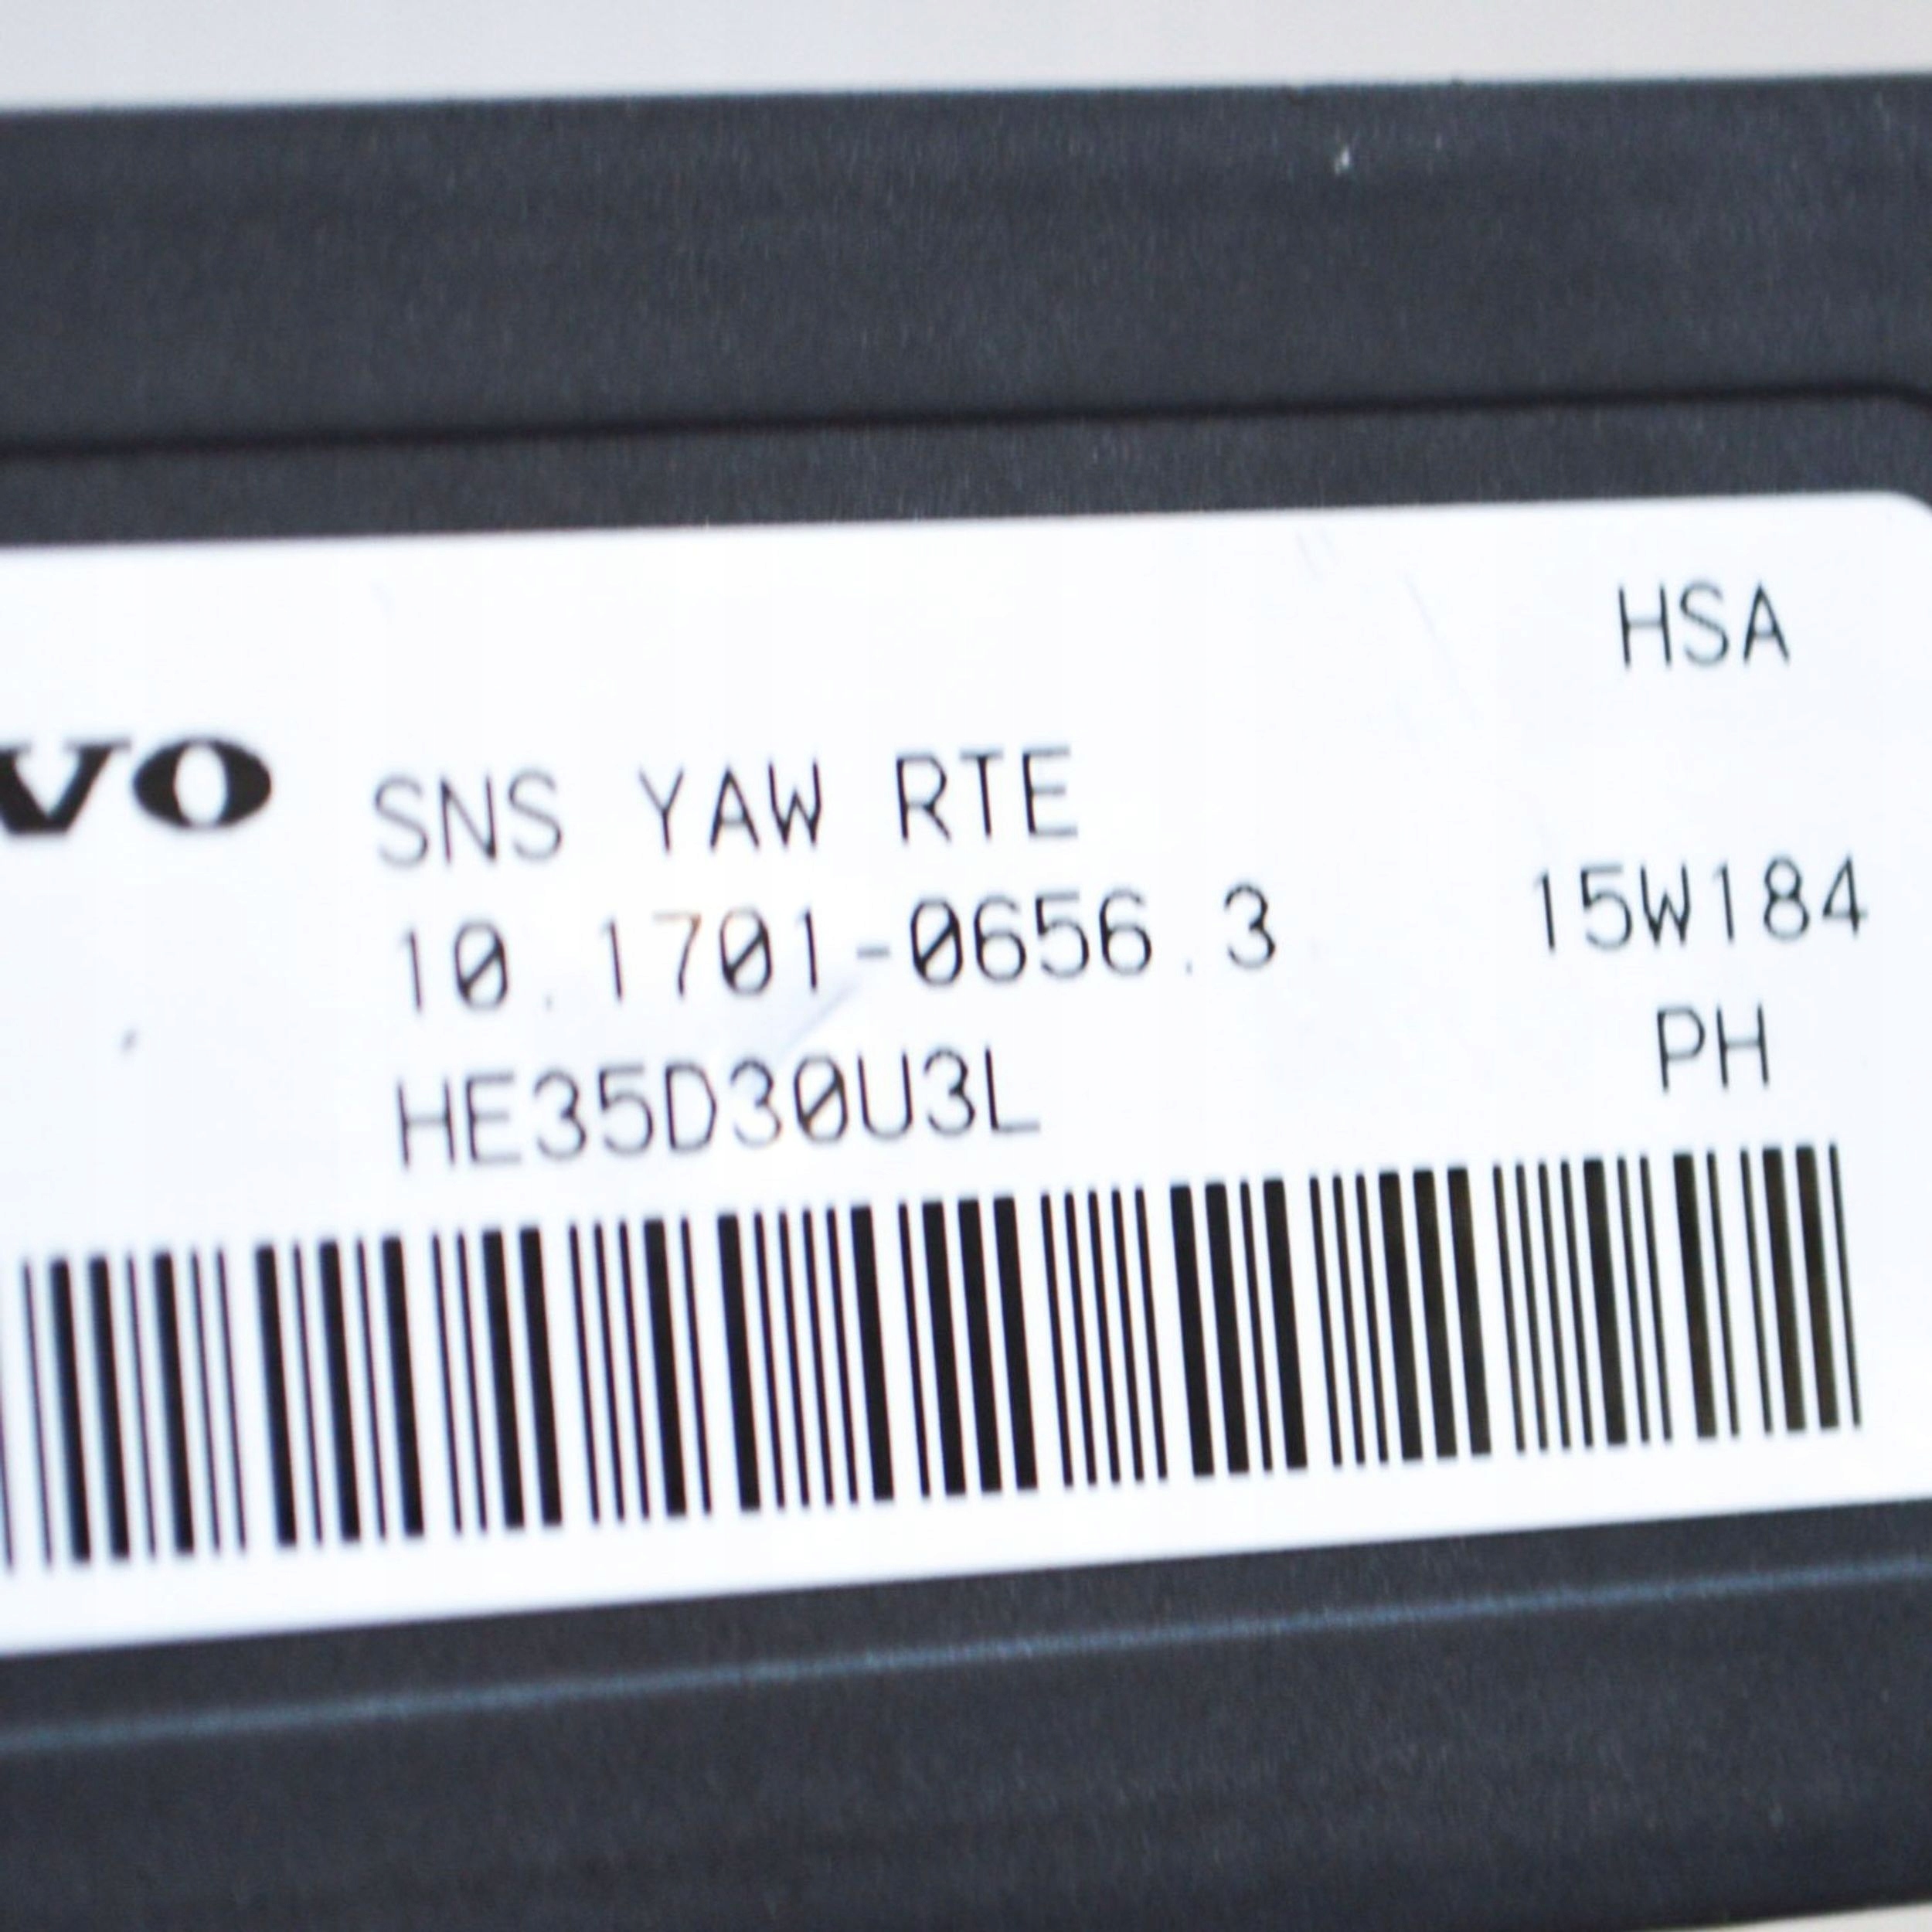 HSA
VO SNS YAW RTE
10.1701-0656.3 15W184
HE35D30U3L PH